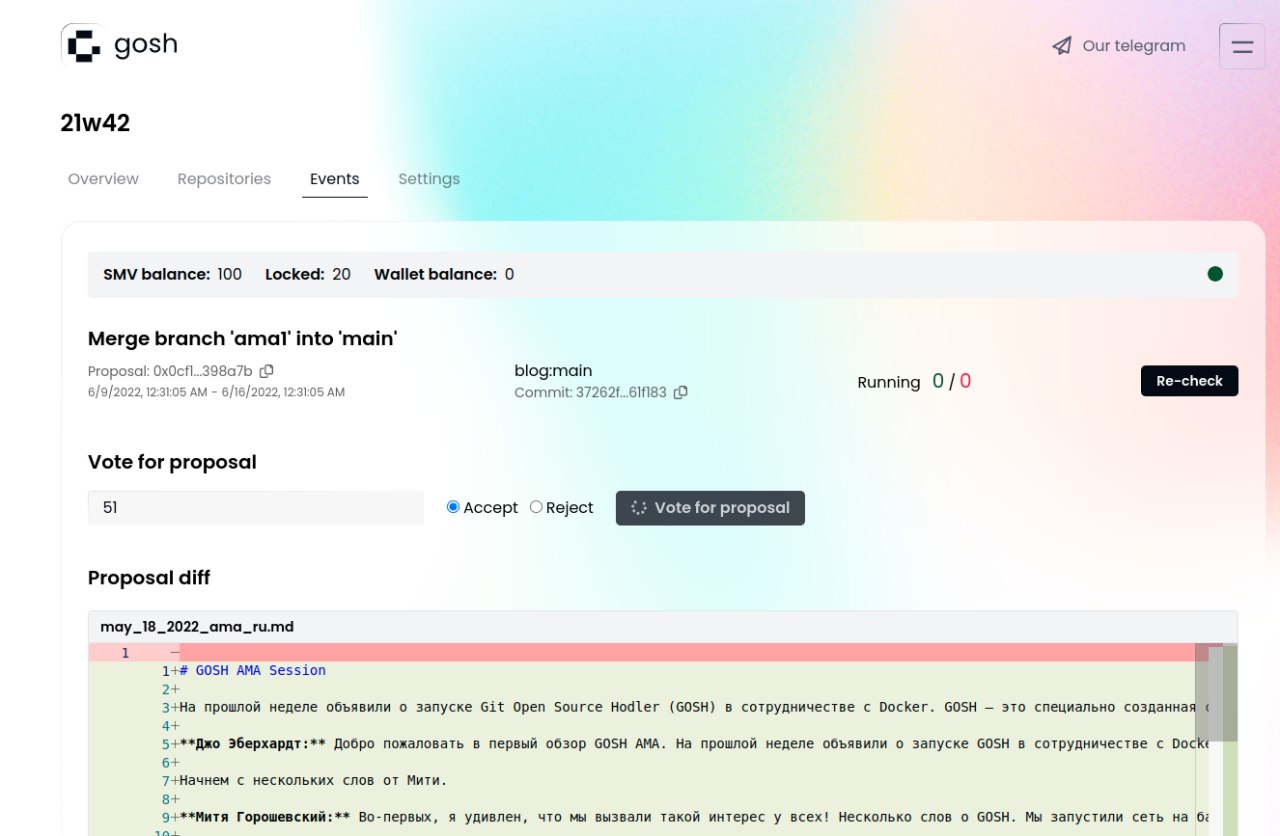 gosh
Our telegram
21w42
Overview Repositories Events Settings
SMV balance: 100 Locked: 20 Wallet balance: 0
Merge branch 'ama1' into 'main'
Proposal: 0x0cf1...398a7b
6/9/2022, 12:31:05 AM - 6/16/2022, 12:31:05 AM
blog:main
Commit: 37262f...61f183
Running 0 / 0
Re-check
Vote for proposal
51 Accept Reject Vote for proposal
Proposal diff
may_18_2022_ama_ru.md
1 −
1+# GOSH AMA Session
2+
3+На прошлой неделе объявили о запуске Git Open Source Hodler (GOSH) в сотрудничестве с Docker. GOSH — это специально созданная
4+
5+**Джо Эберхардт:** Добро пожаловать в первый обзор GOSH AMA. На прошлой неделе объявили о запуске GOSH в сотрудничестве с Docke
6+
7+Начнем с нескольких слов от Мити.
8+
9+**Митя Горошевский:** Во-первых, я удивлен, что мы вызвали такой интерес у всех! Несколько слов о GOSH. Мы запустили сеть на ба
10+